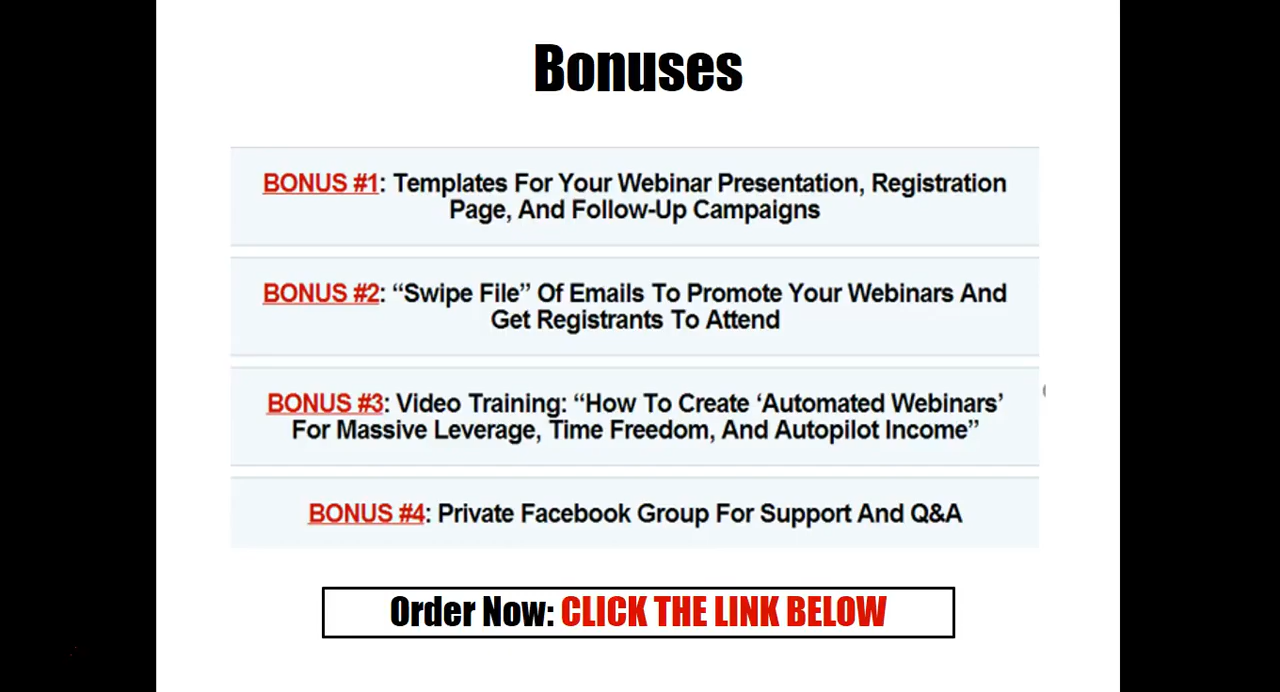 Bonuses
BONUS #1: Templates For Your Webinar Presentation, Registration
Page, And Follow-Up Campaigns
BONUS #2: “Swipe File” Of Emails To Promote Your Webinars And
Get Registrants To Attend
BONUS #3: Video Training: “How To Create ‘Automated Webinars’
For Massive Leverage, Time Freedom, And Autopilot Income”
BONUS #4: Private Facebook Group For Support And Q&A
Order Now: CLICK THE LINK BELOW